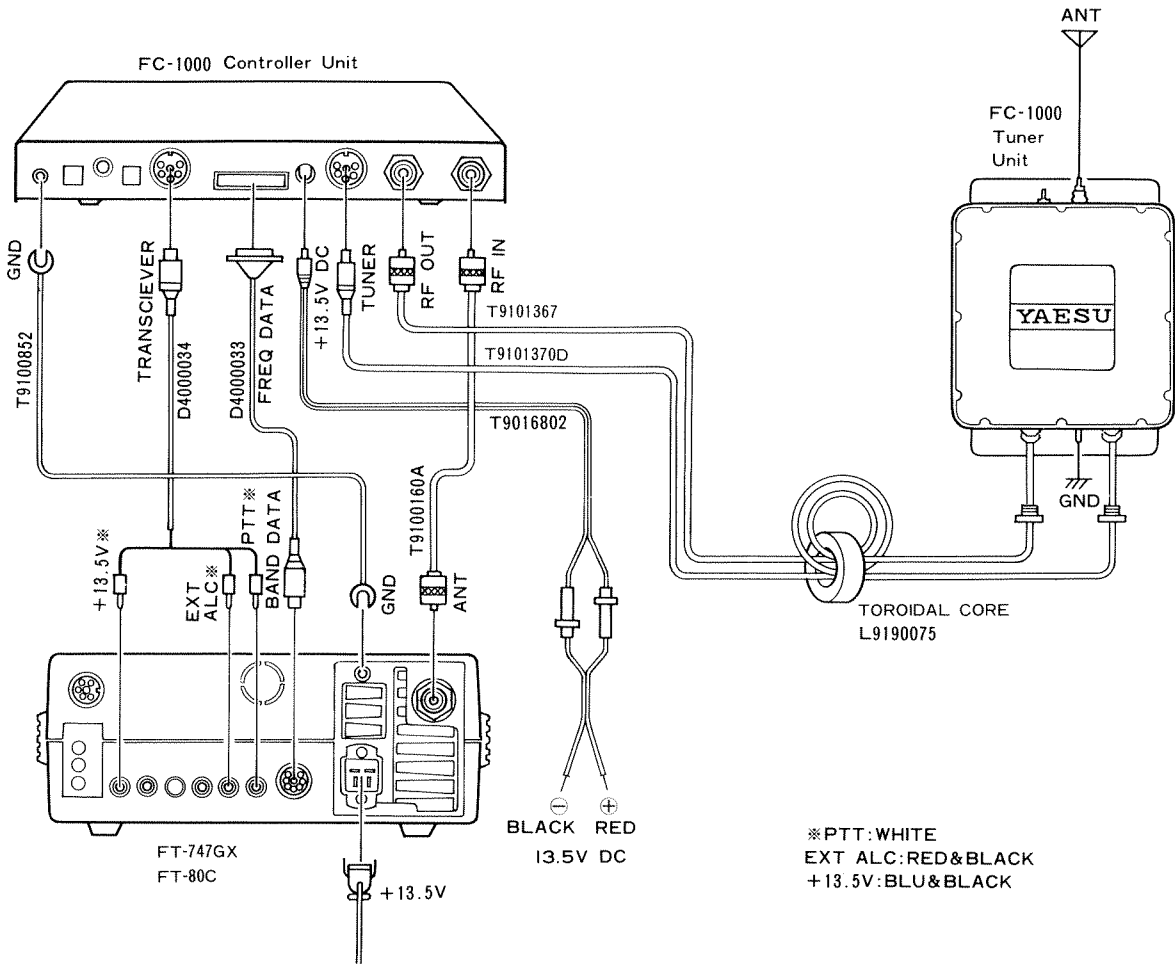 ANT
FC-1000 Controller Unit
FC-1000
Tuner
Unit
YAESU
GND
TRANSCIEVER
FREQ DATA
+13.5V DC
TUNER
RF OUT
RF IN
T9100852
D4000034
D4000033
T9101367
T9101370D
T9016802
T9100160A
GND
+13.5V※
EXT
ALC※
PTT※
BAND DATA
GND
ANT
TOROIDAL CORE
L9190075
⊖ ⊕
BLACK RED
13.5V DC
FT-747GX
FT-80C
+13.5V
※PTT:WHITE
EXT ALC:RED&BLACK
+13.5V:BLU&BLACK